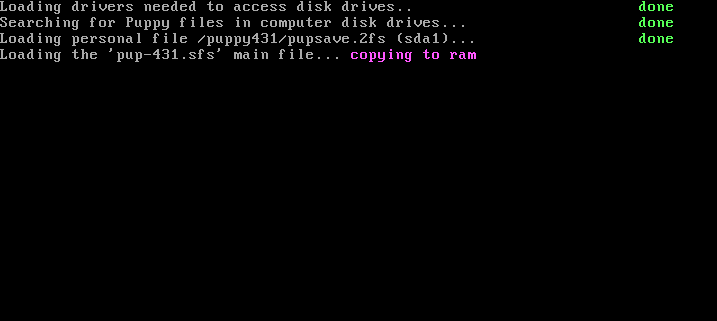 Loading drivers needed to access disk drives.. done
Searching for Puppy files in computer disk drives... done
Loading personal file /puppy431/pupsave.2fs (sda1)... done
Loading the 'pup-431.sfs' main file... copying to ram